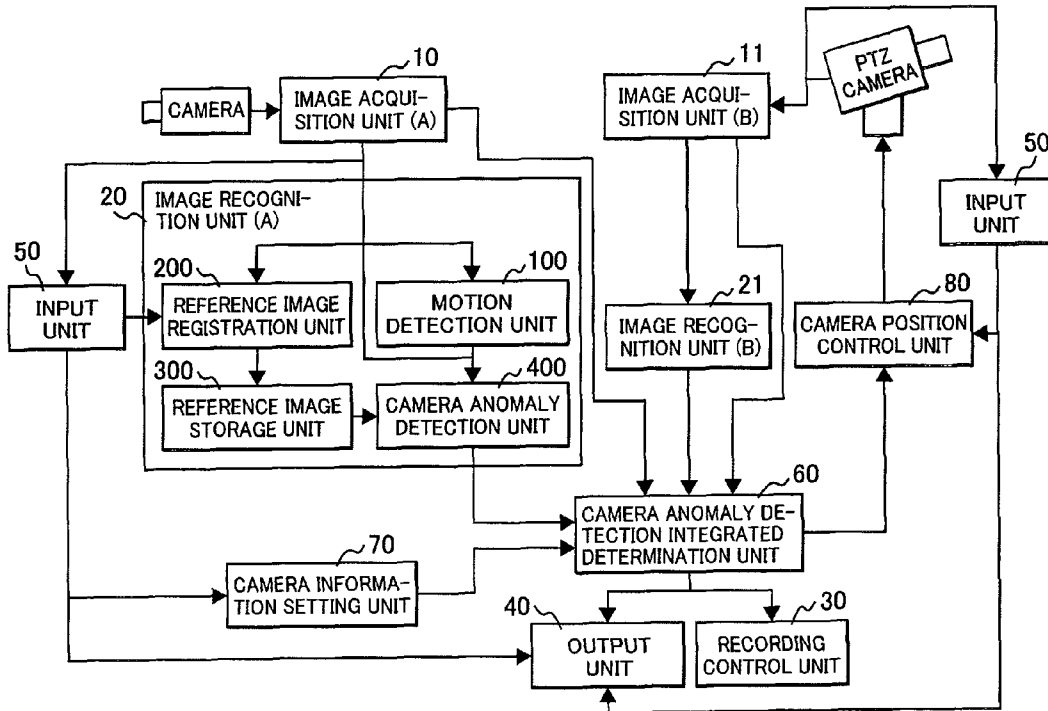 10
11
PTZ
CAMERA
CAMERA
IMAGE ACQUI-
SITION UNIT (A)
IMAGE ACQUI-
SITION UNIT (B)
50
INPUT
UNIT
20
IMAGE RECOGNI-
TION UNIT (A)
50
INPUT
UNIT
200
REFERENCE IMAGE
REGISTRATION UNIT
100
MOTION
DETECTION UNIT
21
IMAGE RECOG-
NITION UNIT (B)
80
CAMERA POSITION
CONTROL UNIT
300
REFERENCE IMAGE
STORAGE UNIT
400
CAMERA ANOMALY
DETECTION UNIT
60
CAMERA ANOMALY DE-
TECTION INTEGRATED
DETERMINATION UNIT
70
CAMERA INFORMA-
TION SETTING UNIT
40
OUTPUT
UNIT
30
RECORDING
CONTROL UNIT